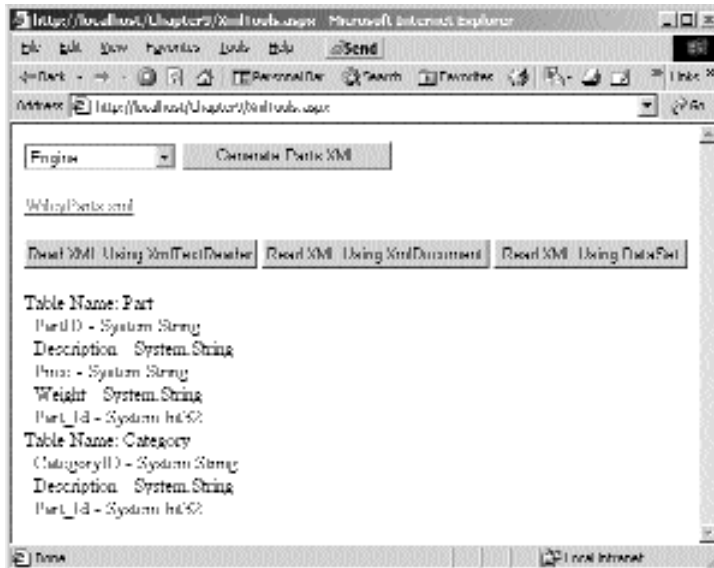 http://localhost/Chapter9/XmlTools.aspx - Microsoft Internet Explorer
File Edit View Favorites Tools Help Send
Back Personal Bar Search Favorites Links »
Address http://localhost/Chapter9/XmlTools.aspx Go
Engine Generate Parts XML
WileyParts.xml
Read XML Using XmlTextReader Read XML Using XmlDocument Read XML Using DataSet
Table Name: Part
PartID - System.String
Description - System.String
Price - System.String
Weight - System.String
Part_Id - System.Int32
Table Name: Category
CategoryID - System.String
Description - System.String
Part_Id - System.Int32
Done Local intranet